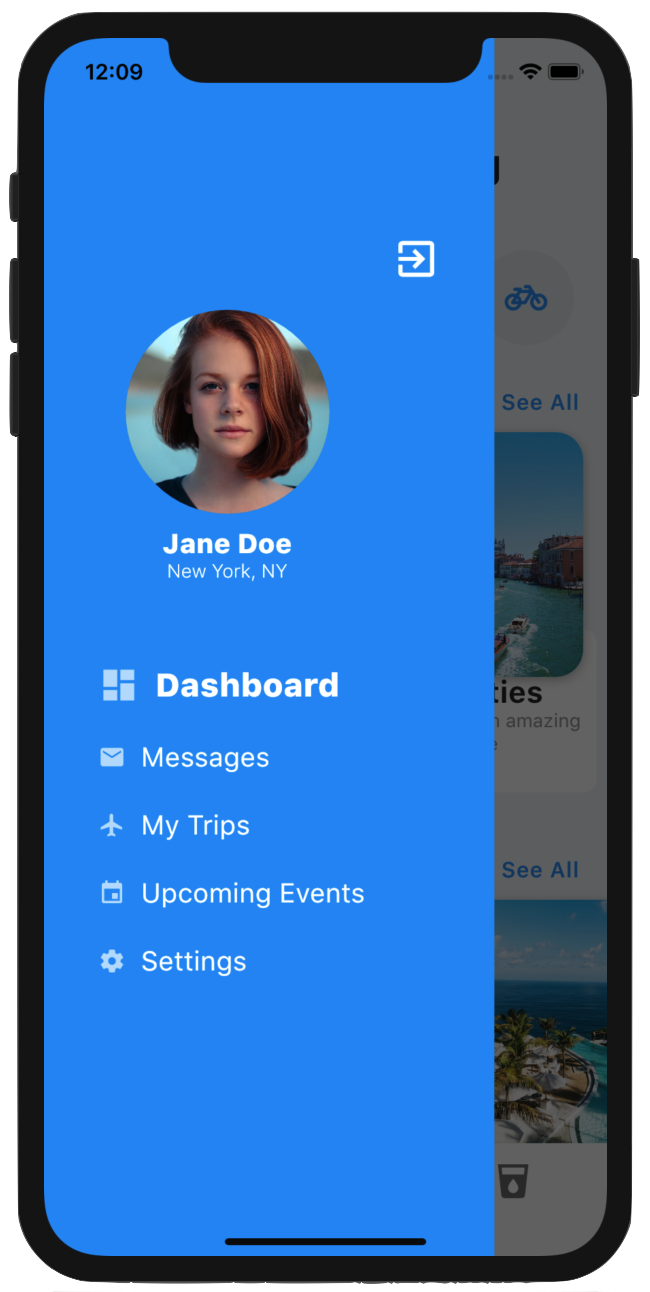 12:09
See All
Jane Doe
New York, NY
Dashboard
amazing
Messages
My Trips
See All
Upcoming Events
Settings